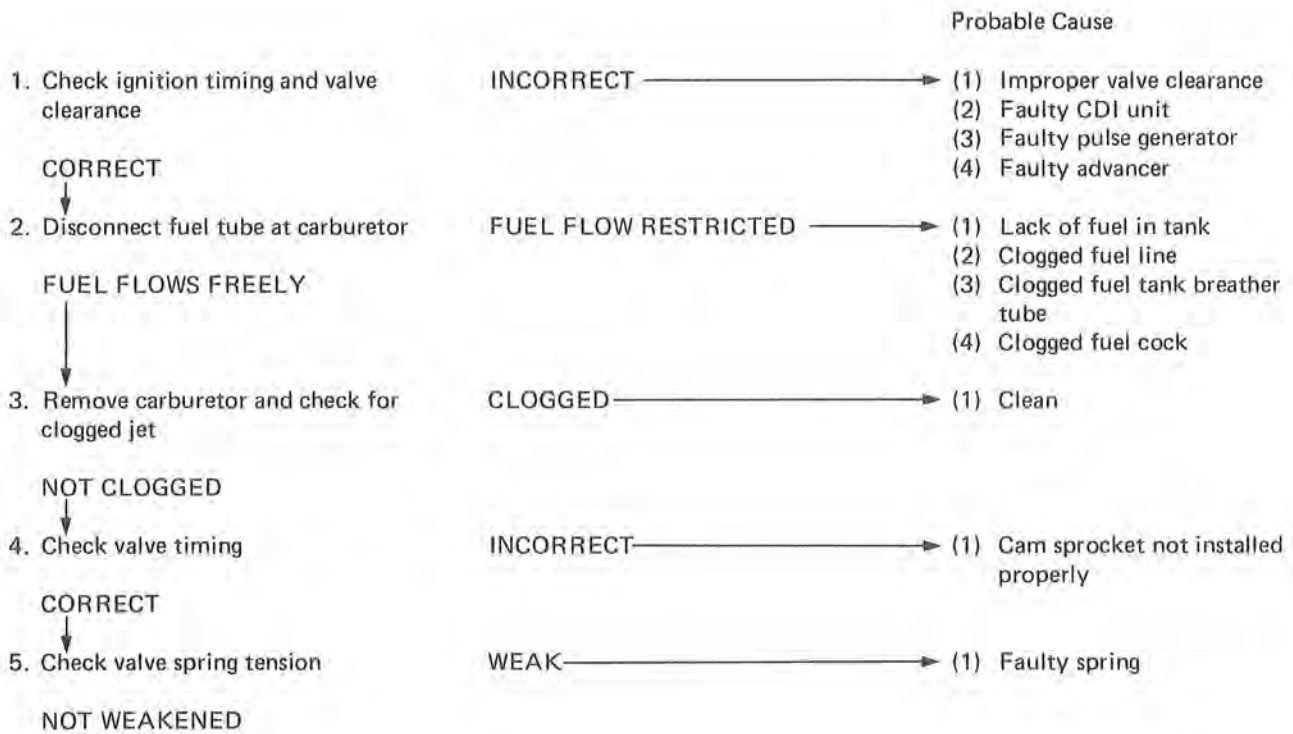 Probable Cause
1. Check ignition timing and valve
clearance
INCORRECT
(1) Improper valve clearance
(2) Faulty CDI unit
(3) Faulty pulse generator
(4) Faulty advancer
CORRECT
2. Disconnect fuel tube at carburetor
FUEL FLOW RESTRICTED
(1) Lack of fuel in tank
(2) Clogged fuel line
(3) Clogged fuel tank breather
tube
(4) Clogged fuel cock
FUEL FLOWS FREELY
3. Remove carburetor and check for
clogged jet
CLOGGED
(1) Clean
NOT CLOGGED
4. Check valve timing
INCORRECT
(1) Cam sprocket not installed
properly
CORRECT
5. Check valve spring tension
WEAK
(1) Faulty spring
NOT WEAKENED